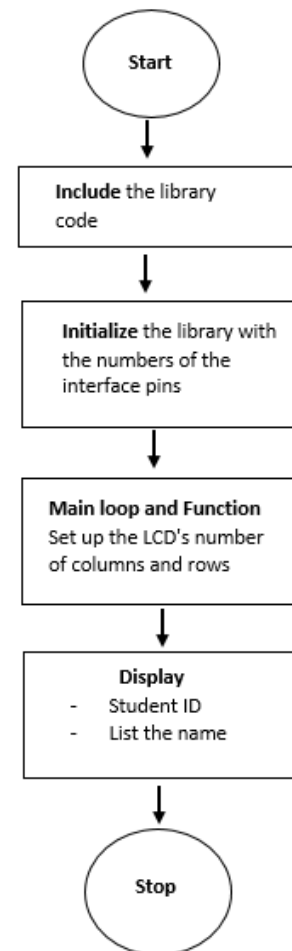 Start
Include the library
code
Initialize the library with
the numbers of the
interface pins
Main loop and Function
Set up the LCD's number
of columns and rows
Display
- Student ID
- List the name
Stop